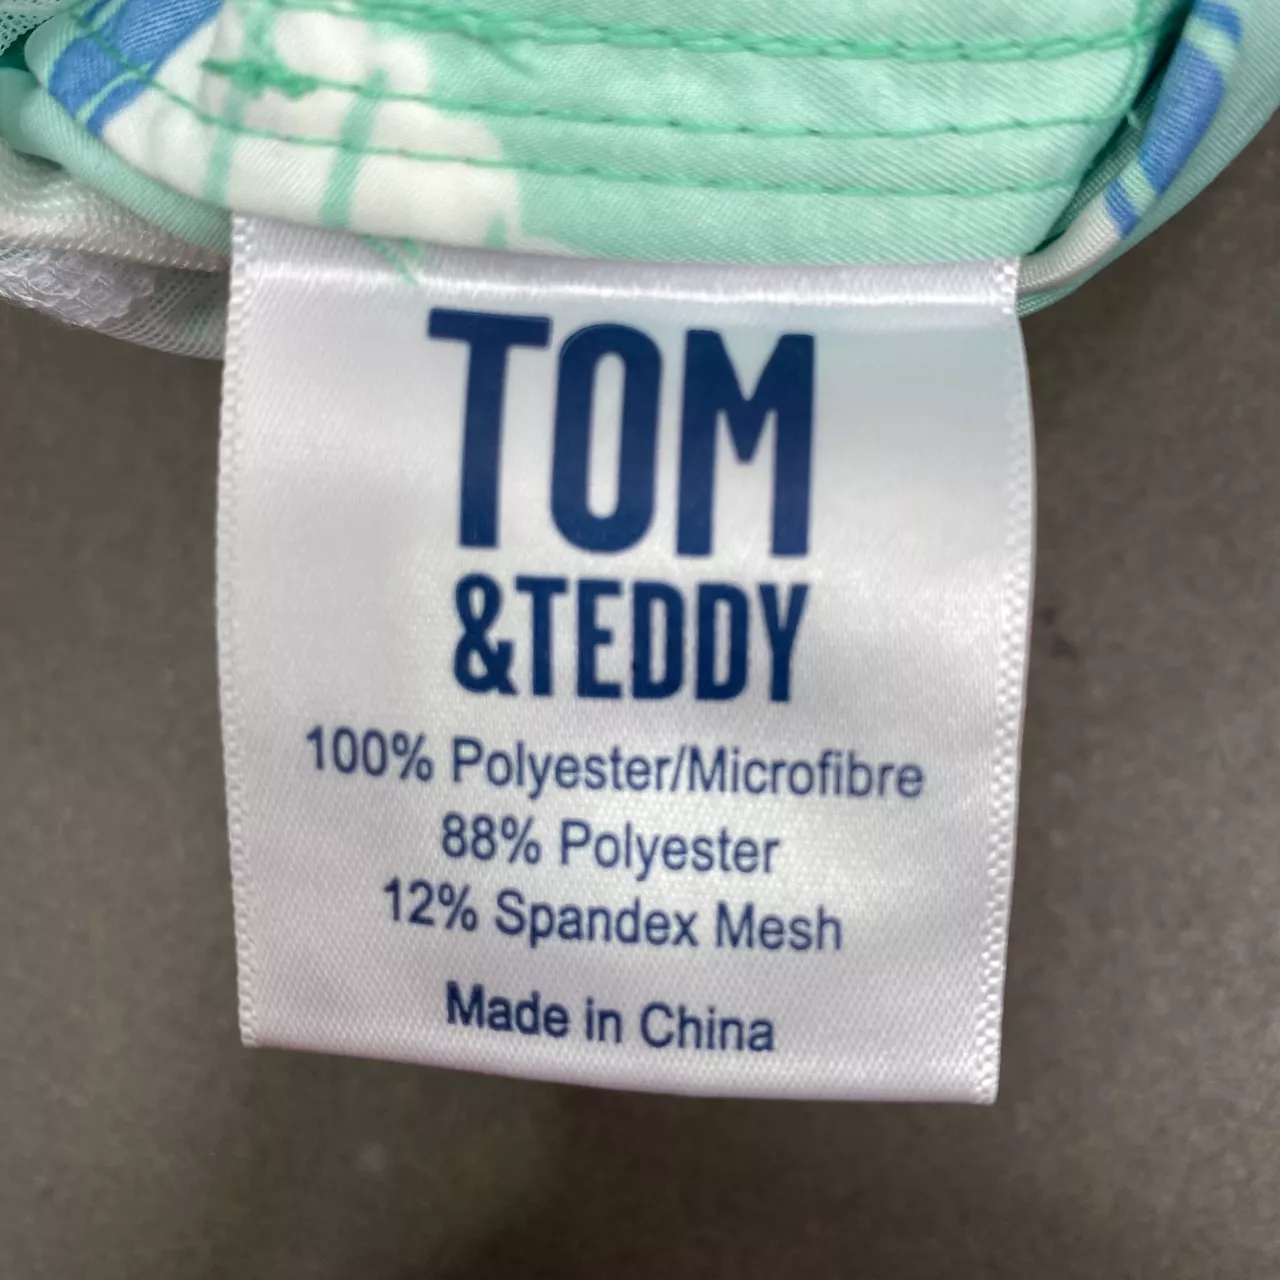 TOM
&TEDDY
100% Polyester/Microfibre
88% Polyester
12% Spandex Mesh
Made in China